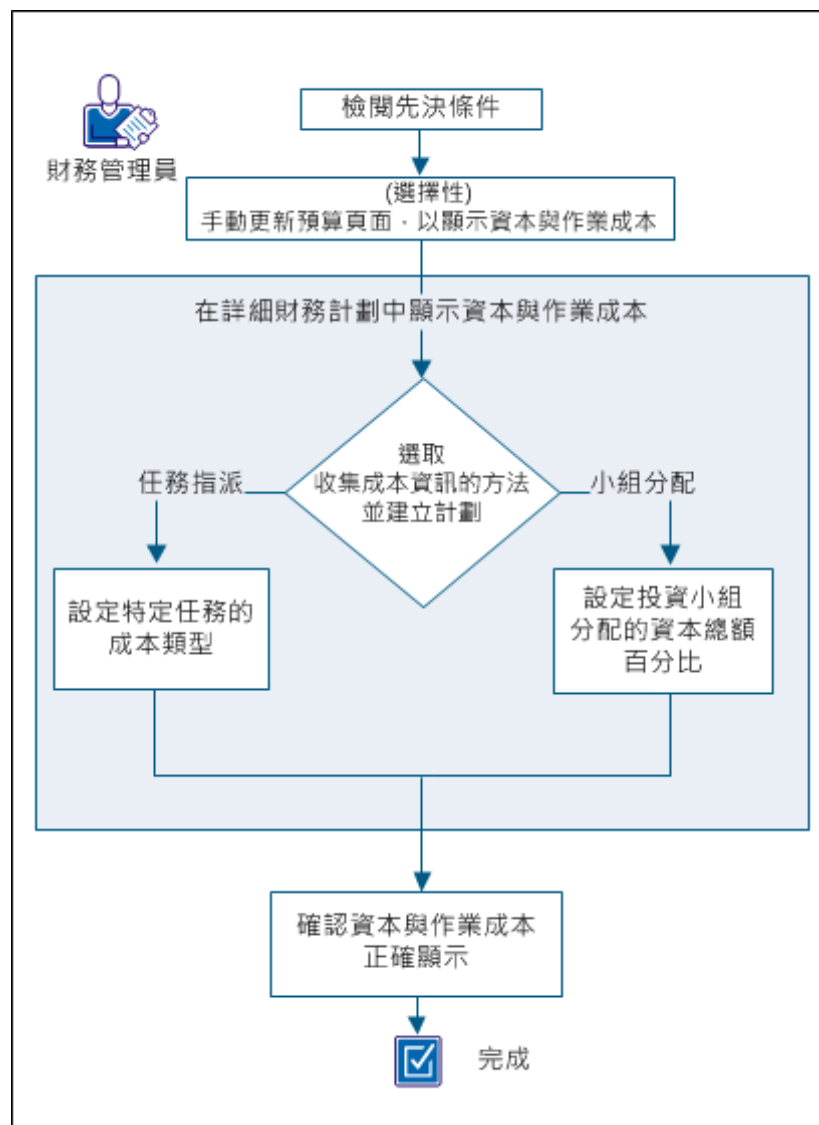 檢閱先決條件
財務管理員
(選擇性)
手動更新預算頁面，以顯示資本與作業成本
在詳細財務計劃中顯示資本與作業成本
選取
收集成本資訊的方法
並建立計劃
任務指派
小組分配
設定特定任務的
成本類型
設定投資小組
分配的資本總額
百分比
確認資本與作業成本
正確顯示
完成